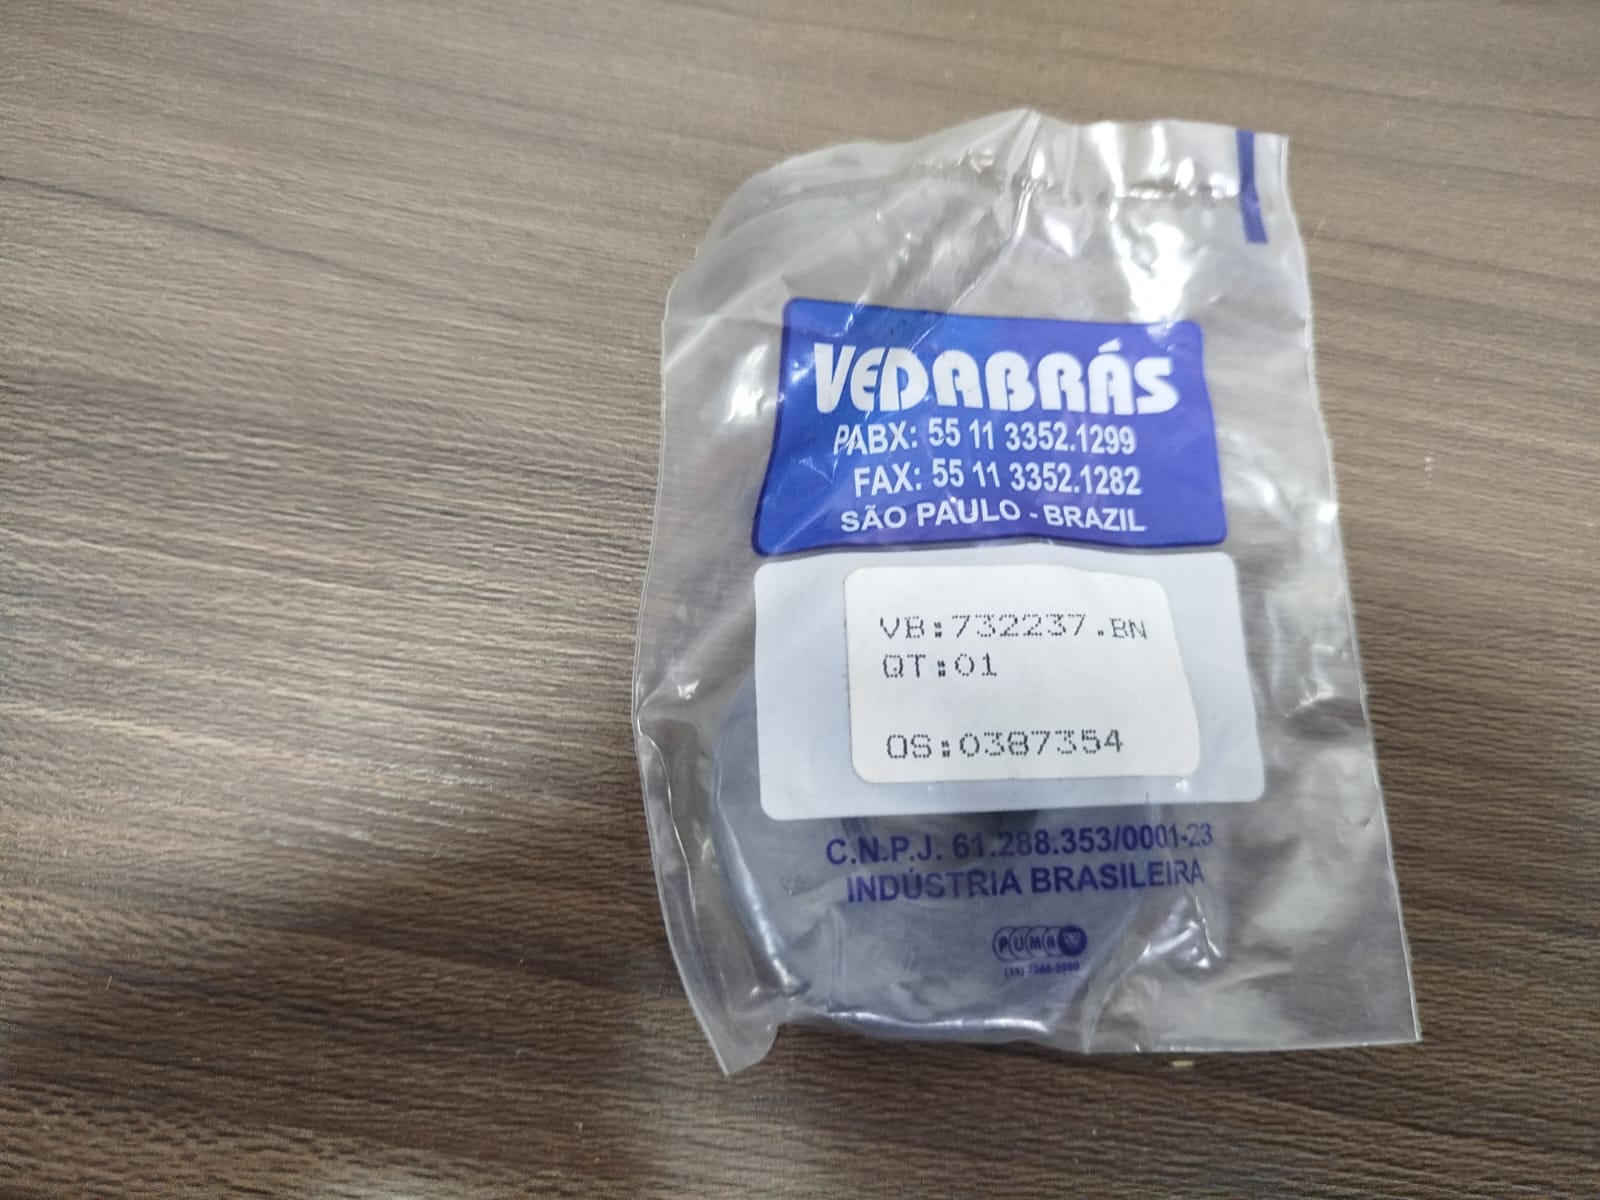 VEDABRÁS
PABX: 55 11 3352.1299
FAX: 55 11 3352.1282
SÃO PAULO - BRAZIL
VB:732237.BN
QT:01
OS:0387354
C.N.P.J. 61.288.353/0001-23
INDÚSTRIA BRASILEIRA
PUMA